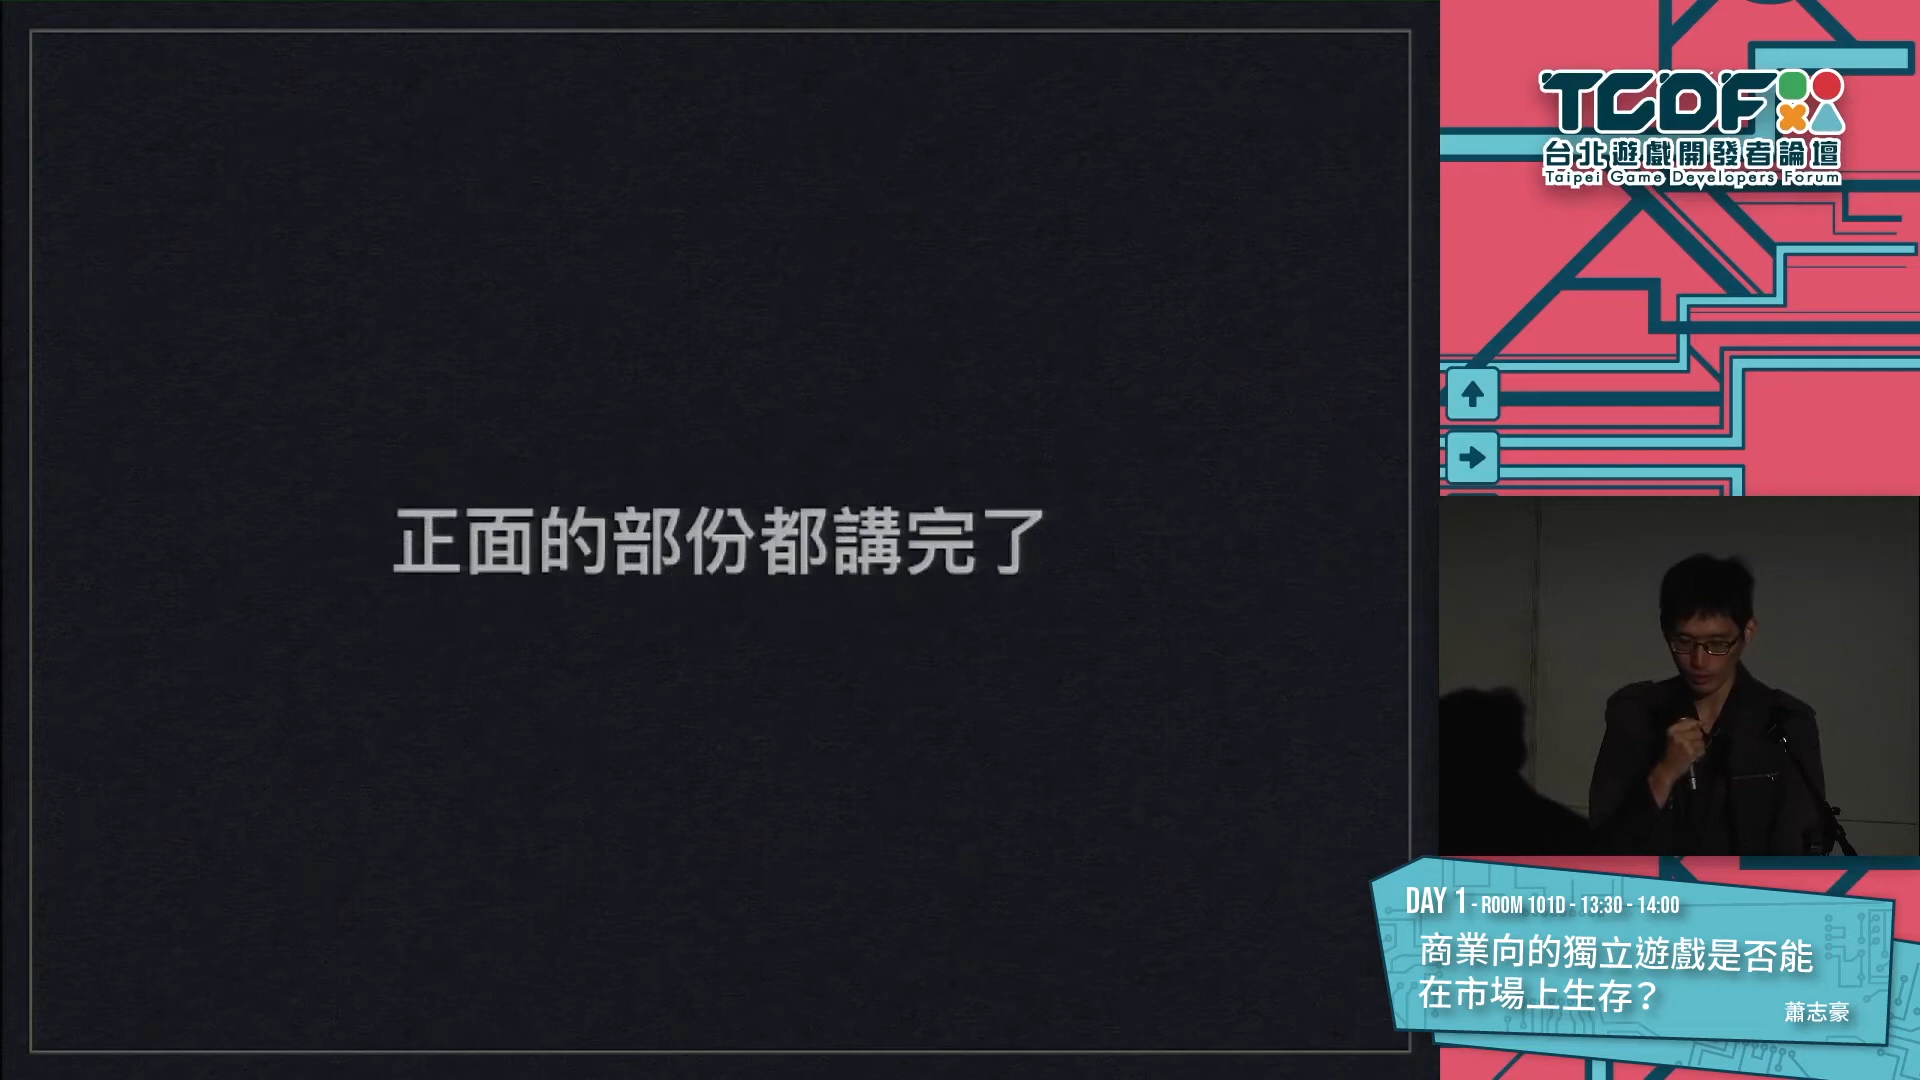 正面的部份都講完了
TGDF
台北遊戲開發者論壇
Taipei Game Developers Forum
DAY 1 - ROOM 101D - 13:30 - 14:00
商業向的獨立遊戲是否能
在市場上生存？
蕭志豪